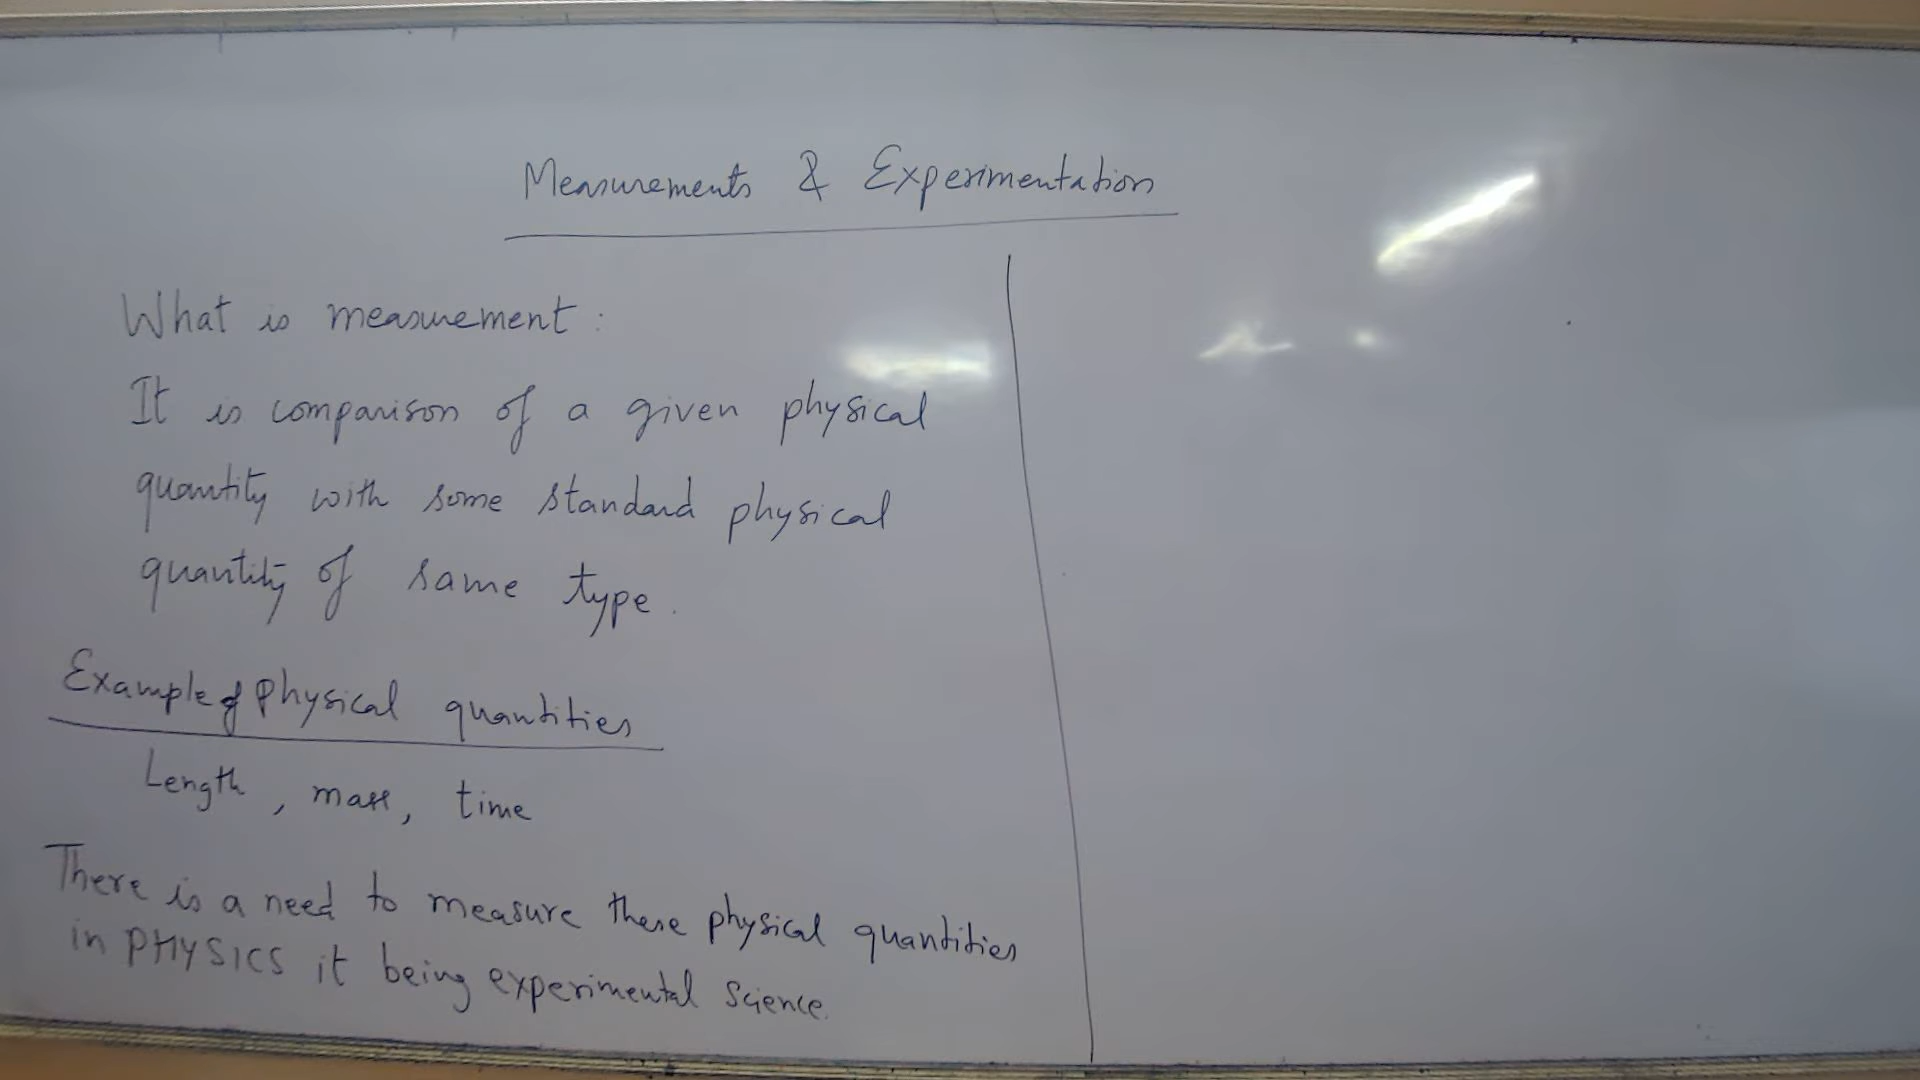 Measurements & Experimentation
What is measurement :
It is comparison of a given physical
quantity with some standard physical
quantity of same type.
Example of Physical quantities
Length, mass, time
There is a need to measure these physical quantities
in PHYSICS it being experimental science.